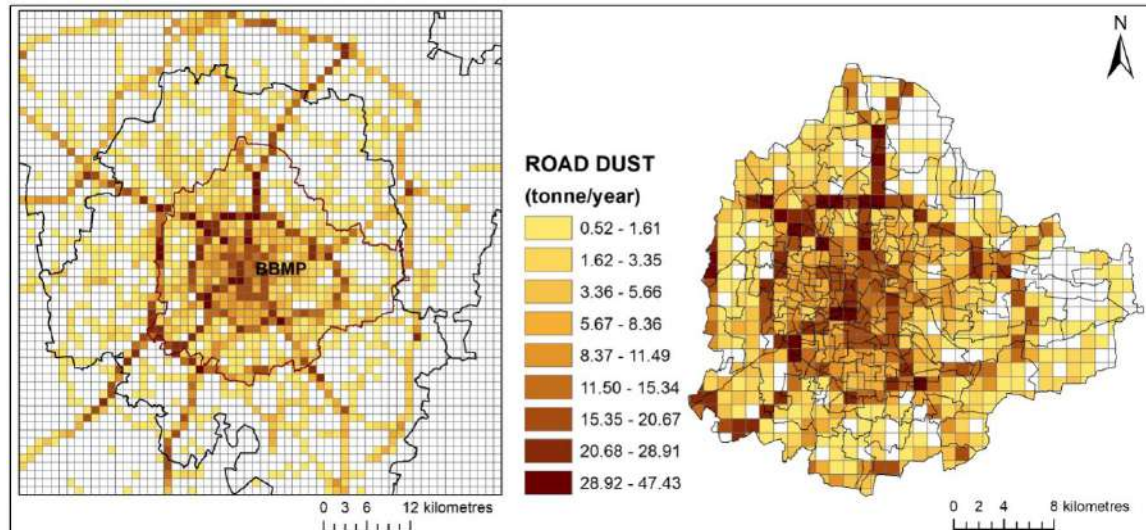 BBMP
0 3 6 12 kilometres
ROAD DUST
(tonne/year)
0.52 - 1.61
1.62 - 3.35
3.36 - 5.66
5.67 - 8.36
8.37 - 11.49
11.50 - 15.34
15.35 - 20.67
20.68 - 28.91
28.92 - 47.43
N
0 2 4 8 kilometres